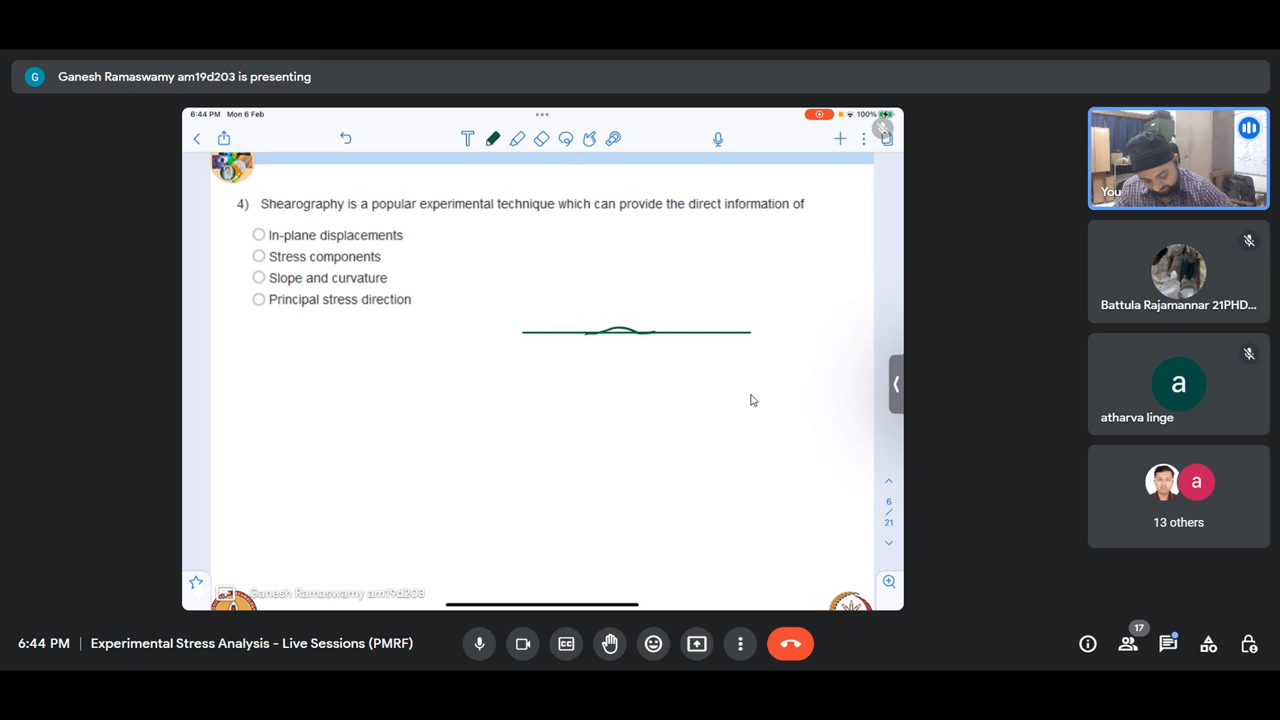 G Ganesh Ramaswamy am19d203 is presenting
6:44 PM Mon 6 Feb
100%
T
4) Shearography is a popular experimental technique which can provide the direct information of
In-plane displacements
Stress components
Slope and curvature
Principal stress direction
6
/
21
Ganesh Ramaswamy am19d203
You
Battula Rajamannar 21PHD...
a
atharva linge
a
13 others
6:44 PM | Experimental Stress Analysis - Live Sessions (PMRF)
CC
17